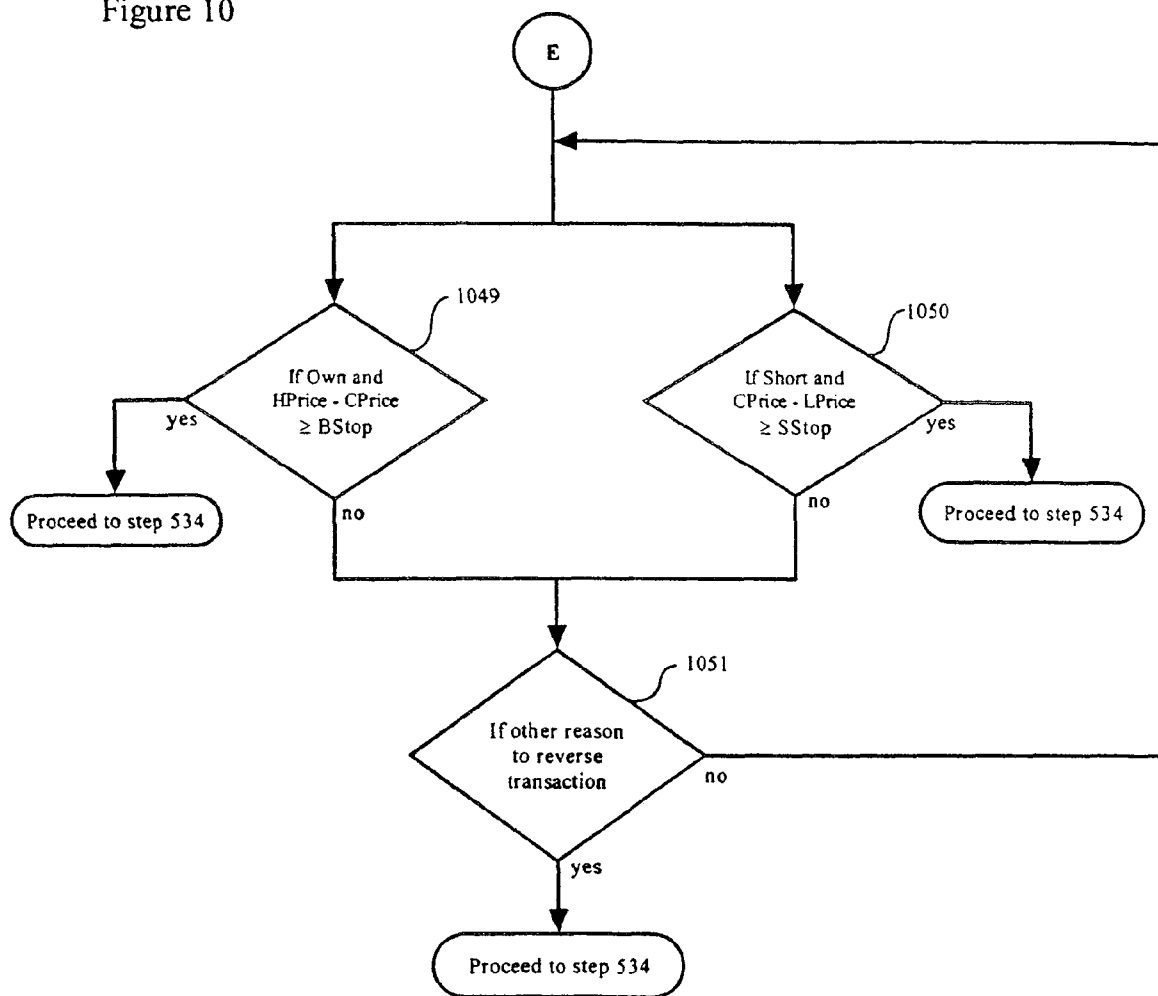 Figure 10
E
1049
If Own and
HPrice - CPrice
≥ BStop
yes
no
Proceed to step 534
1050
If Short and
CPrice - LPrice
≥ SStop
yes
no
Proceed to step 534
1051
If other reason
to reverse
transaction
no
yes
Proceed to step 534